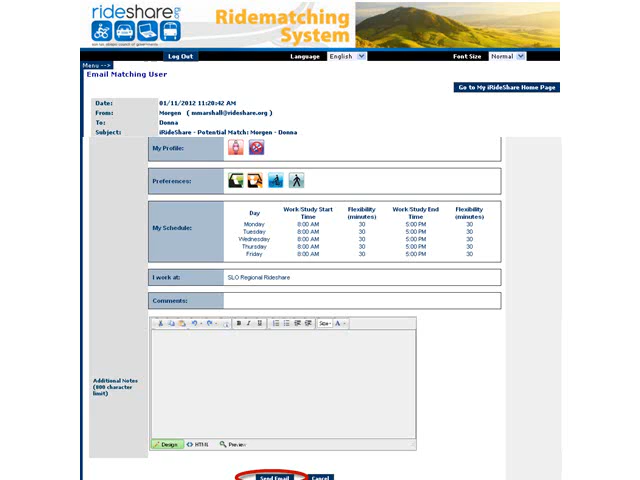 rideshare.org
Ridematching
System
Log Out
Language
English
Font Size
Normal
Menu -->
Email Matching User
Go to My iRideShare Home Page
Date: 01/11/2012 11:20:42 AM
From: Morgen ( mmarshall@rideshare.org )
To: Donna
Subject: iRideShare - Potential Match: Morgen - Donna
My Profile:
Preferences:
My Schedule:
Day Work/Study Start Time Flexibility (minutes) Work/Study End Time Flexibility (minutes)
Monday 8:00 AM 30 5:00 PM 30
Tuesday 8:00 AM 30 5:00 PM 30
Wednesday 8:00 AM 30 5:00 PM 30
Thursday 8:00 AM 30 5:00 PM 30
Friday 8:00 AM 30 5:00 PM 30
I work at: SLO Regional Rideshare
Comments:
B I U Size A
Additional Notes
(800 character
limit)
Design HTML Preview
Send Email Cancel